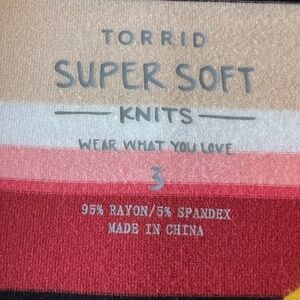 TORRID
SUPER SOFT
KNITS
WEAR WHAT YOU LOVE
3
95% RAYON/5% SPANDEX
MADE IN CHINA